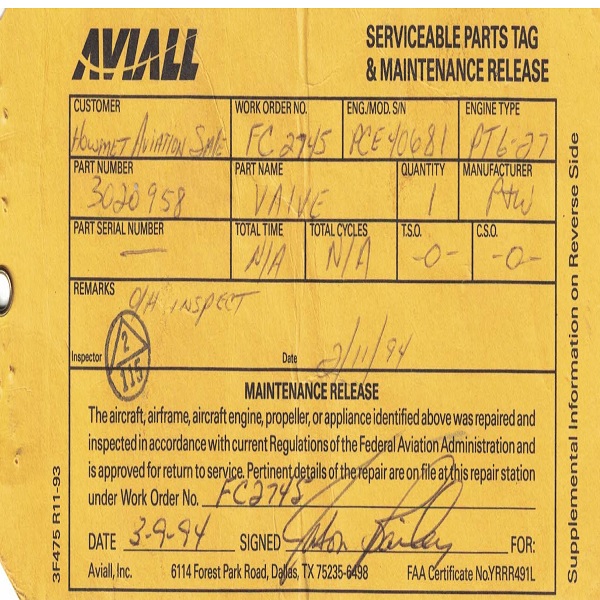 AVIALL
SERVICEABLE PARTS TAG
& MAINTENANCE RELEASE
CUSTOMER WORK ORDER NO. ENG./MOD. S/N ENGINE TYPE
HOWMET AVIATION FC 2745 PCE 40681 PT6-27
PART NUMBER PART NAME QUANTITY MANUFACTURER
3020958 VALVE 1 P+W
PART SERIAL NUMBER TOTAL TIME TOTAL CYCLES T.S.O. C.S.O.
— N/A N/A -0- -0-
REMARKS
O/H INSPECT
2
115
Inspector Date 2/11/94
MAINTENANCE RELEASE
The aircraft, airframe, aircraft engine, propeller, or appliance identified above was repaired and
inspected in accordance with current Regulations of the Federal Aviation Administration and
is approved for return to service. Pertinent details of the repair are on file at this repair station
under Work Order No. FC2745
DATE 3-9-94 SIGNED FOR:
Aviall, Inc. 6114 Forest Park Road, Dallas, TX 75235-6498 FAA Certificate No.YRRR491L
3F475 R11-93
Supplemental Information on Reverse Side